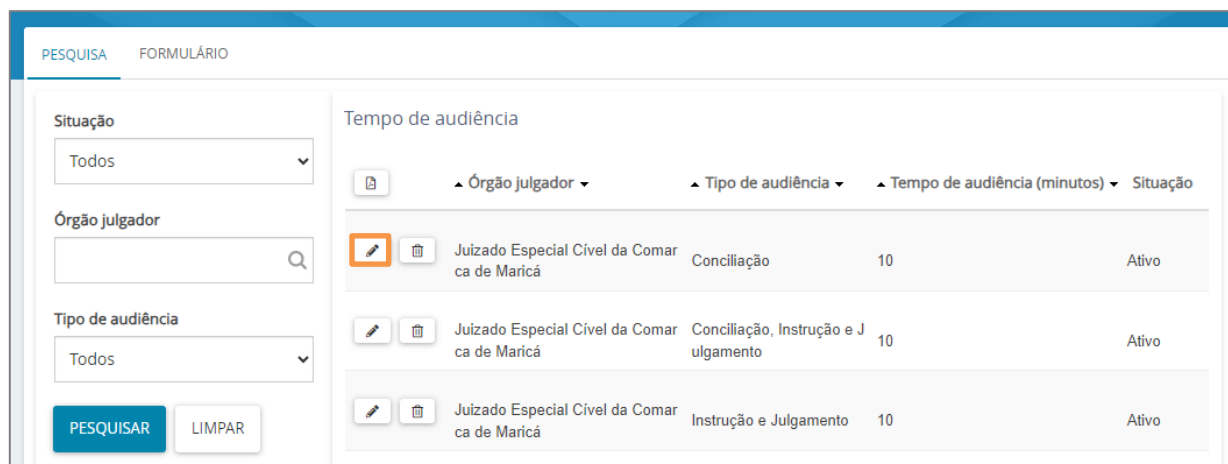 PESQUISA FORMULÁRIO
Situação
Todos
Órgão julgador
Tipo de audiência
Todos
PESQUISAR LIMPAR
Tempo de audiência
Órgão julgador Tipo de audiência Tempo de audiência (minutos) Situação
Juizado Especial Cível da Comar
ca de Maricá
Conciliação
10
Ativo
Juizado Especial Cível da Comar
ca de Maricá
Conciliação, Instrução e J
ulgamento
10
Ativo
Juizado Especial Cível da Comar
ca de Maricá
Instrução e Julgamento
10
Ativo